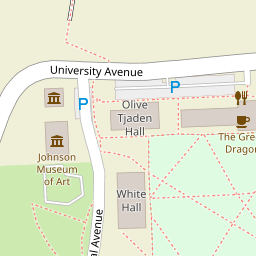 University Avenue
P
P
Olive
Tjaden
Hall
The Gre
Dragon
Johnson
Museum
of Art
White
Hall
al Avenue